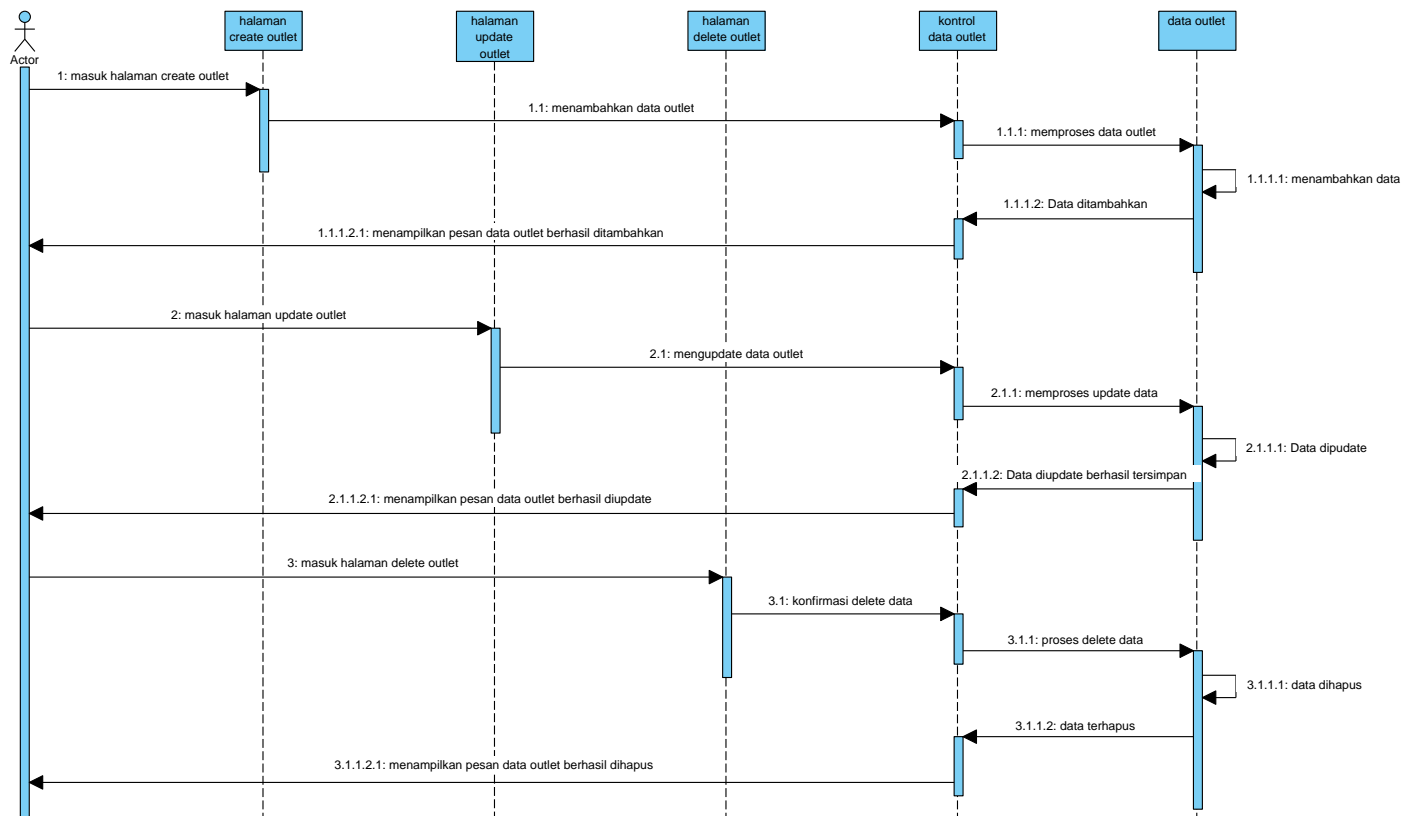 Actor
halaman
create outlet
halaman
update
outlet
halaman
delete outlet
kontrol
data outlet
data outlet
1: masuk halaman create outlet
1.1: menambahkan data outlet
1.1.1: memproses data outlet
1.1.1.1: menambahkan data
1.1.1.2: Data ditambahkan
1.1.1.2.1: menampilkan pesan data outlet berhasil ditambahkan
2: masuk halaman update outlet
2.1: mengupdate data outlet
2.1.1: memproses update data
2.1.1.1: Data dipudate
2.1.1.2: Data diupdate berhasil tersimpan
2.1.1.2.1: menampilkan pesan data outlet berhasil diupdate
3: masuk halaman delete outlet
3.1: konfirmasi delete data
3.1.1: proses delete data
3.1.1.1: data dihapus
3.1.1.2: data terhapus
3.1.1.2.1: menampilkan pesan data outlet berhasil dihapus